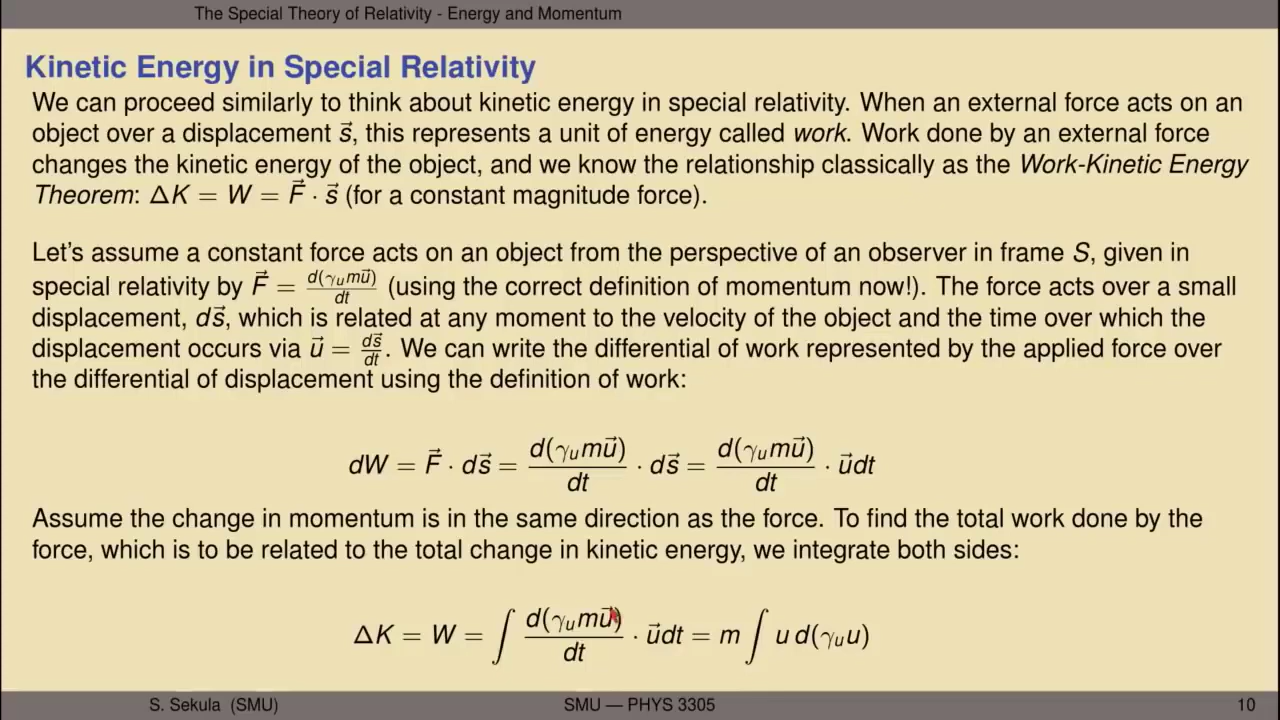 The Special Theory of Relativity - Energy and Momentum
Kinetic Energy in Special Relativity
We can proceed similarly to think about kinetic energy in special relativity. When an external force acts on an
object over a displacement s⃗, this represents a unit of energy called work. Work done by an external force
changes the kinetic energy of the object, and we know the relationship classically as the Work-Kinetic Energy
Theorem: ΔK = W = F⃗ · s⃗ (for a constant magnitude force).
Let's assume a constant force acts on an object from the perspective of an observer in frame S, given in
special relativity by F⃗ = d(γᵤmu⃗)/dt (using the correct definition of momentum now!). The force acts over a small
displacement, ds⃗, which is related at any moment to the velocity of the object and the time over which the
displacement occurs via u⃗ = ds⃗/dt. We can write the differential of work represented by the applied force over
the differential of displacement using the definition of work:
dW = F⃗ · ds⃗ = d(γᵤmu⃗)/dt · ds⃗ = d(γᵤmu⃗)/dt · u⃗dt
Assume the change in momentum is in the same direction as the force. To find the total work done by the
force, which is to be related to the total change in kinetic energy, we integrate both sides:
ΔK = W = ∫ d(γᵤmu⃗)/dt · u⃗dt = m ∫ u d(γᵤu)
S. Sekula (SMU) SMU — PHYS 3305 10